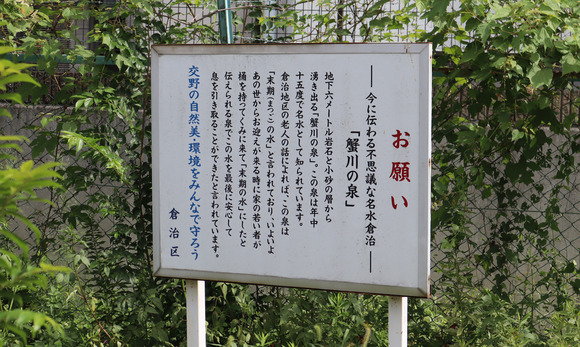 お願い
― 今に伝わる不思議な名水倉治 ―
「蟹川の泉」
地下六メートル岩石と小砂の層から
湧き出る「蟹川の泉」。この泉は年中
十五度で名水として知られています。
倉治地区の老人の話によれば、この泉は
「末期(まつご)の水」と言われており、いよいよ
あの世からお迎えが来る時に家の若い者が
桶を持ってくみに来て「末期の水」にしたと
伝えられる泉でこの水を最後に安心して
息を引き取ることができたと言われています。
交野の自然美・環境をみんなで守ろう
倉治区